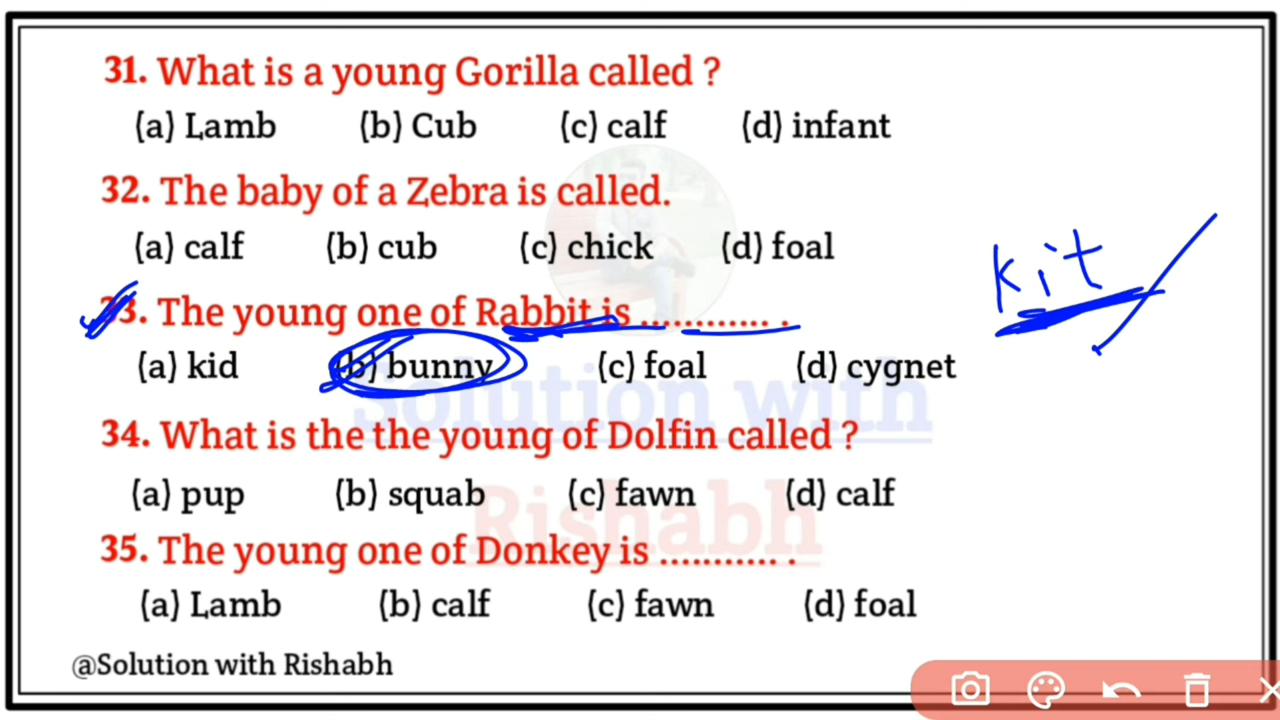 31. What is a young Gorilla called ?
(a) Lamb (b) Cub (c) calf (d) infant
32. The baby of a Zebra is called.
(a) calf (b) cub (c) chick (d) foal
kit
33. The young one of Rabbit is ............ .
(a) kid (b) bunny (c) foal (d) cygnet
Solution with
34. What is the the young of Dolfin called ?
(a) pup (b) squab (c) fawn (d) calf
Rishabh
35. The young one of Donkey is ........... .
(a) Lamb (b) calf (c) fawn (d) foal
@Solution with Rishabh